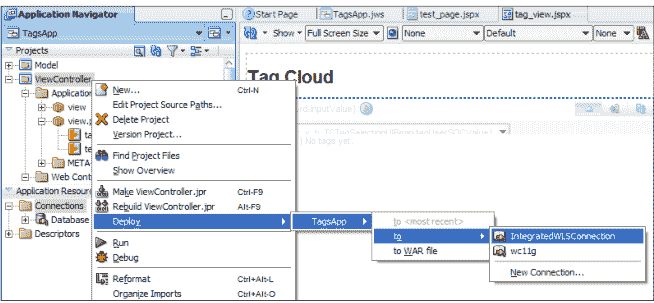 Application Navigator
Start Page
TagsApp.jws
test_page.jspx
tag_view.jspx
TagsApp
Show
Full Screen Size
None
Default
None
Projects
Model
ViewController
Application
view
view.
ta
te
META-
Web Cont
Application Resour
Connections
Database
Descriptors
Tag Cloud
No tags yet.
New... Ctrl-N
Edit Project Source Paths...
Delete Project
Version Project...
Find Project Files
Show Overview
Make ViewController.jpr Ctrl-F9
Rebuild ViewController.jpr Alt-F9
Deploy
Run
Debug
Reformat Ctrl+Alt-L
Organize Imports Ctrl+Alt-O
TagsApp
to <most recent>
to
to WAR file
IntegratedWLSConnection
wc11g
New Connection...